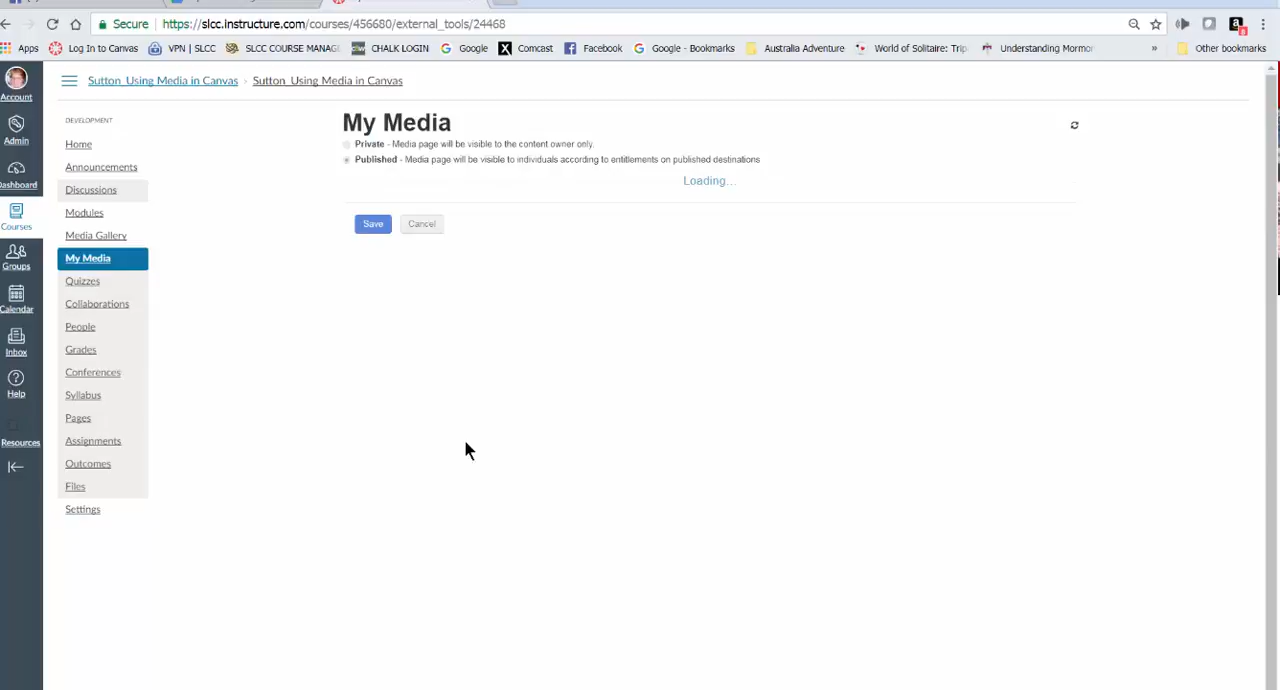 Secure https://slcc.instructure.com/courses/456680/external_tools/24468
Apps Log In to Canvas VPN | SLCC SLCC COURSE MANAG CHALK LOGIN Google Comcast Facebook Google - Bookmarks Australia Adventure World of Solitaire: Trip Understanding Mormon » Other bookmarks
Sutton_Using Media in Canvas › Sutton_Using Media in Canvas
Account
Admin
Dashboard
Courses
Groups
Calendar
Inbox
Help
Resources
DEVELOPMENT
Home
Announcements
Discussions
Modules
Media Gallery
My Media
Quizzes
Collaborations
People
Grades
Conferences
Syllabus
Pages
Assignments
Outcomes
Files
Settings
My Media
Private - Media page will be visible to the content owner only.
Published - Media page will be visible to individuals according to entitlements on published destinations
Loading...
Save Cancel